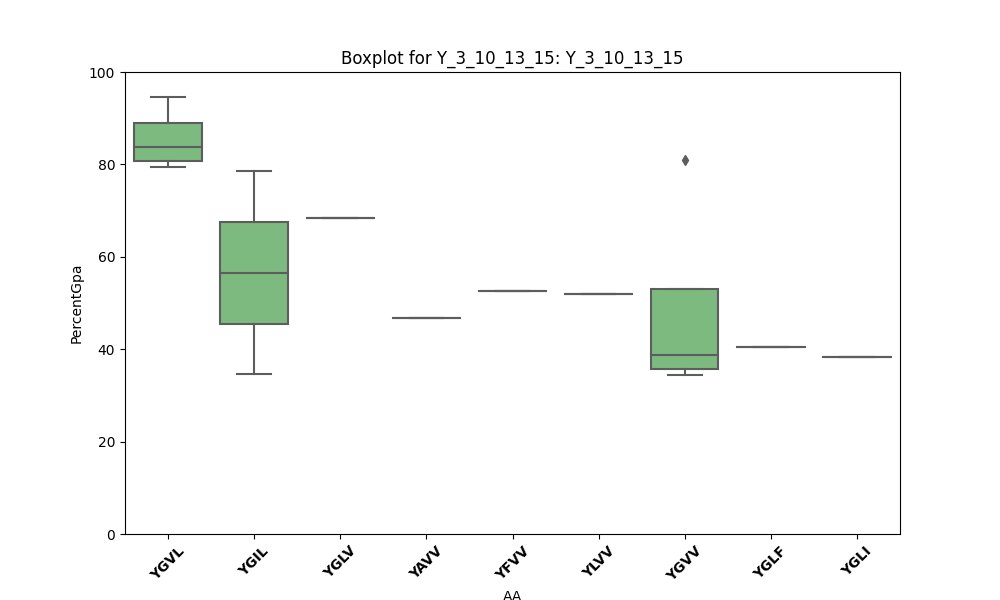 Boxplot for Y_3_10_13_15: Y_3_10_13_15
100
80
60
40
20
0
PercentGpa
YGVL
YGIL
YGLV
YAVV
YFVV
YLVV
YGVV
YGLF
YGLI
AA